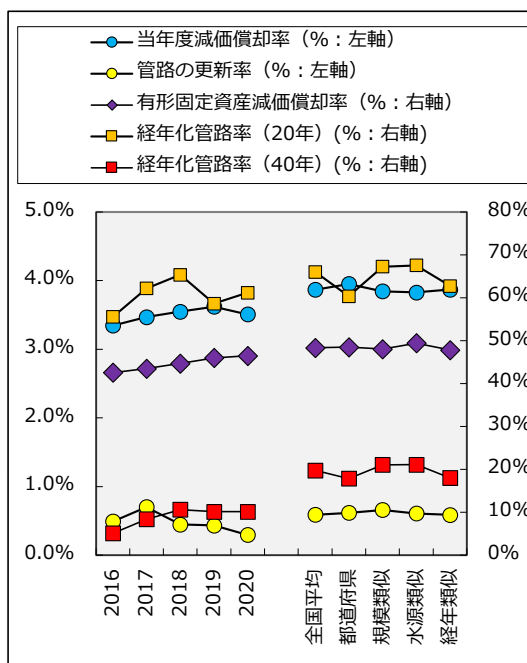 当年度減価償却率（%：左軸）
管路の更新率（%：左軸）
有形固定資産減価償却率（%：右軸）
経年化管路率（20年）(%：右軸)
経年化管路率（40年）(%：右軸)
5.0%
4.0%
3.0%
2.0%
1.0%
0.0%
80%
70%
60%
50%
40%
30%
20%
10%
0%
2016
2017
2018
2019
2020
全国平均
都道府県
規模類似
水源類似
経年類似